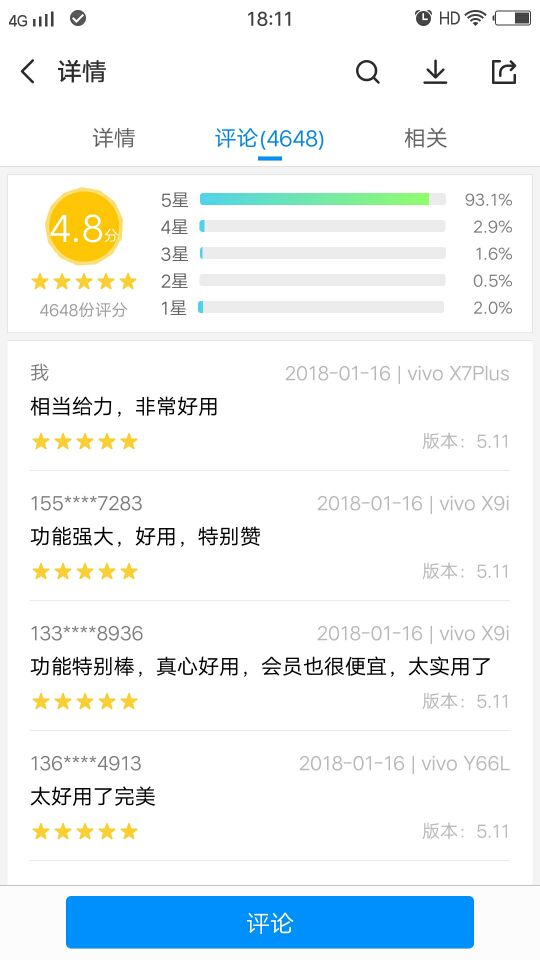 4G 18:11 HD
详情
详情 评论(4648) 相关
4.8分
4648份评分
5星 93.1%
4星 2.9%
3星 1.6%
2星 0.5%
1星 2.0%
我 2018-01-16 | vivo X7Plus
相当给力，非常好用
版本：5.11
155****7283 2018-01-16 | vivo X9i
功能强大，好用，特别赞
版本：5.11
133****8936 2018-01-16 | vivo X9i
功能特别棒，真心好用，会员也很便宜，太实用了
版本：5.11
136****4913 2018-01-16 | vivo Y66L
太好用了完美
版本：5.11
评论